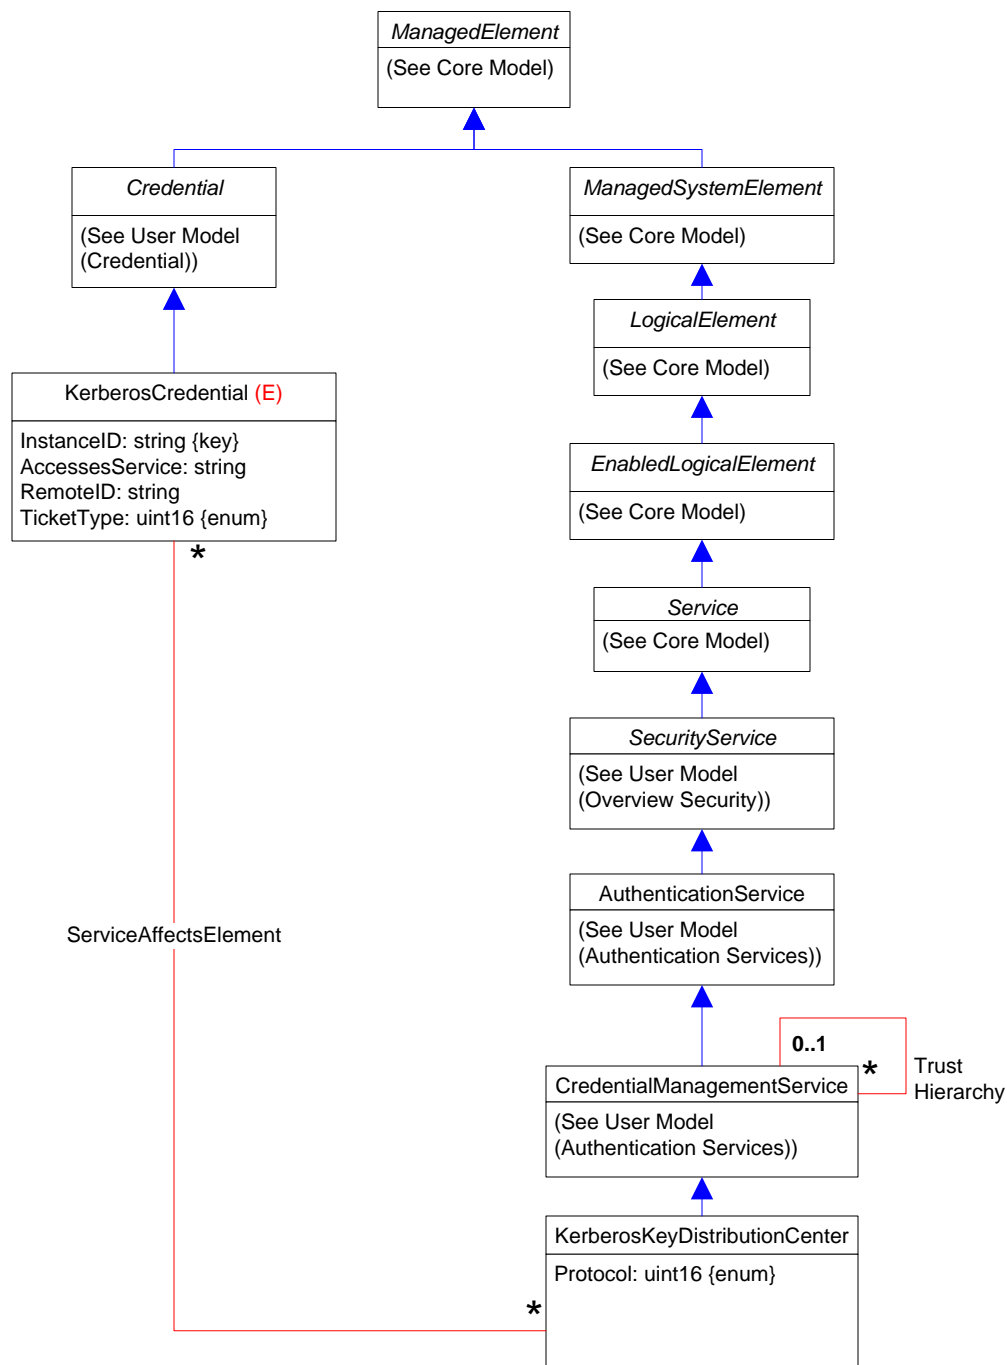 ManagedElement
(See Core Model)
Credential
(See User Model
(Credential))
ManagedSystemElement
(See Core Model)
LogicalElement
(See Core Model)
KerberosCredential (E)
InstanceID: string {key}
AccessesService: string
RemoteID: string
TicketType: uint16 {enum}
*
EnabledLogicalElement
(See Core Model)
Service
(See Core Model)
SecurityService
(See User Model
(Overview Security))
AuthenticationService
(See User Model
(Authentication Services))
ServiceAffectsElement
0..1
*
Trust
Hierarchy
CredentialManagementService
(See User Model
(Authentication Services))
KerberosKeyDistributionCenter
Protocol: uint16 {enum}
*